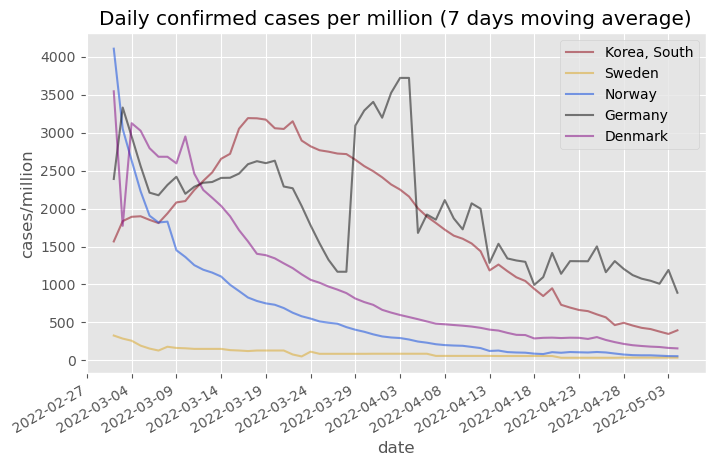 Daily confirmed cases per million (7 days moving average)
Korea, South
Sweden
Norway
Germany
Denmark
4000
3500
3000
2500
2000
1500
1000
500
0
cases/million
2022-02-27
2022-03-04
2022-03-09
2022-03-14
2022-03-19
2022-03-24
2022-03-29
2022-04-03
2022-04-08
2022-04-13
2022-04-18
2022-04-23
2022-04-28
2022-05-03
date